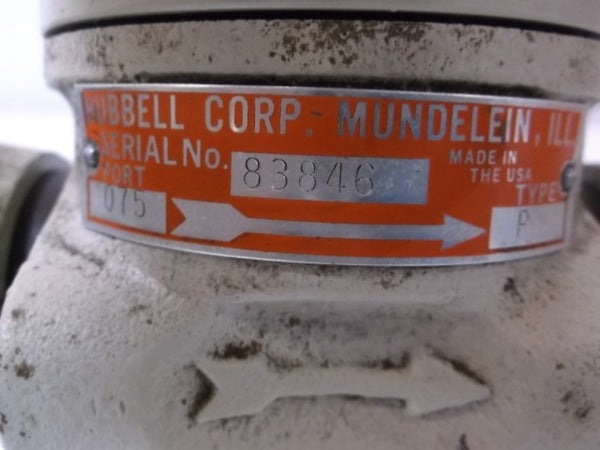 HUBBELL CORP., MUNDELEIN, ILL.
SERIAL No. 83846
MADE IN
THE USA
PORT
075
TYPE
P